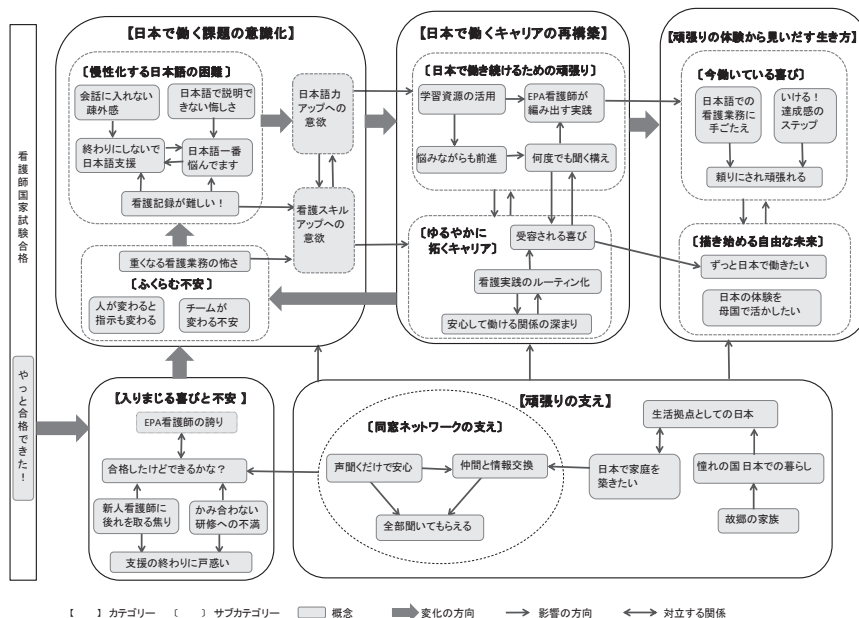 【日本で働く課題の意識化】
〔慢性化する日本語の困難〕
会話に入れない
疎外感
日本語で説明で
きない悔しさ
終わりにしないで
日本語支援
日本語一番
悩んでます
看護記録が難しい！
日本語力
アップへの
意欲
看護スキル
アップへの
意欲
重くなる看護業務の怖さ
〔ふくらむ不安〕
人が変わると
指示も変わる
チームが
変わる不安
【日本で働くキャリアの再構築】
〔日本で働き続けるための頑張り〕
学習資源の活用
EPA看護師が
編み出す実践
悩みながらも前進
何度でも聞く構え
〔ゆるやかに
拓くキャリア〕
受容される喜び
看護実践のルーティン化
安心して働ける関係の深まり
【頑張りの体験から見いだす生き方】
〔今働いている喜び〕
日本語での
看護業務に
手ごたえ
いける！
達成感の
ステップ
頼りにされ頑張れる
〔描き始める自由な未来〕
ずっと日本で働きたい
日本の体験を
母国で活かしたい
看護師国家試験合格
やっと合格できた！
【入りまじる喜びと不安】
EPA看護師の誇り
合格したけどできるかな？
新人看護師に
後れを取る焦り
かみ合わない
研修への不満
支援の終わりに戸惑い
【頑張りの支え】
〔同窓ネットワークの支え〕
声聞くだけで安心
仲間と情報交換
全部聞いてもらえる
生活拠点としての日本
日本で家庭を
築きたい
憧れの国 日本での暮らし
故郷の家族
【　】カテゴリー 〔　〕サブカテゴリー 概念 変化の方向 影響の方向 対立する関係